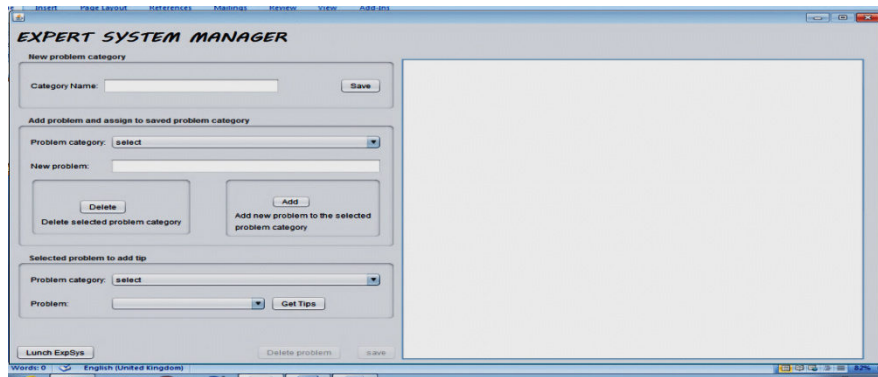 Insert Page Layout References Mailings Review View Add-Ins
EXPERT SYSTEM MANAGER
New problem category
Category Name: Save
Add problem and assign to saved problem category
Problem category: select
New problem:
Delete
Delete selected problem category
Add
Add new problem to the selected
problem category
Selected problem to add tip
Problem category: select
Problem: Get Tips
Lunch ExpSys Delete problem save
Words: 0 English (United Kingdom) 82%